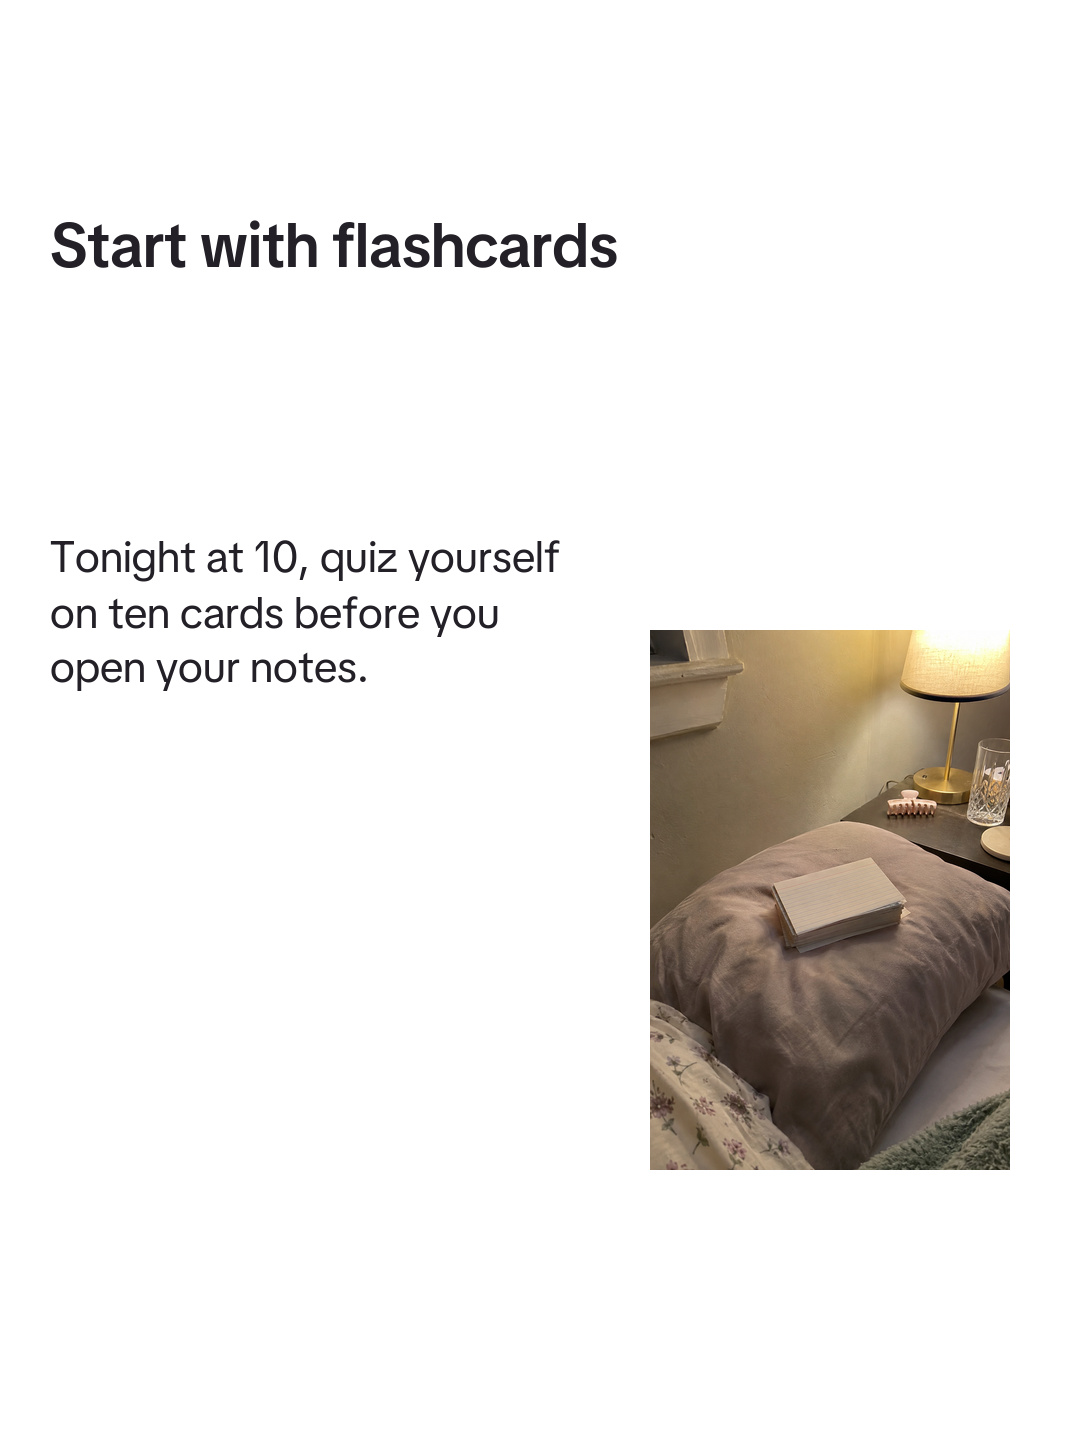 Start with flashcards
Tonight at 10, quiz yourself
on ten cards before you
open your notes.